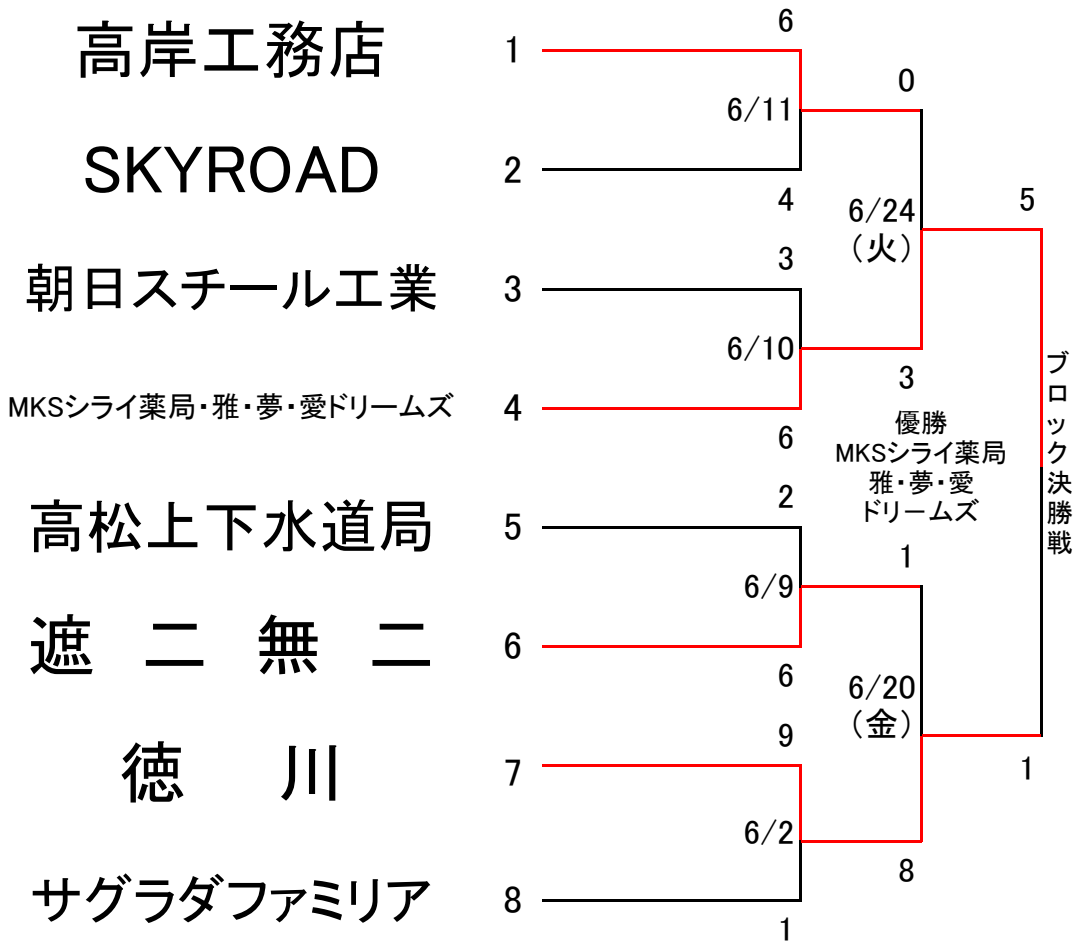 高岸工務店
1
6
6/11
0
SKYROAD
2
4
6/24
(火)
5
朝日スチール工業
3
3
6/10
3
MKSシライ薬局・雅・夢・愛ドリームズ
4
6
優勝
MKSシライ薬局
雅・夢・愛
ドリームズ
ブロック決勝戦
高松上下水道局
5
2
6/9
1
遮二無二
6
6
6/20
(金)
徳川
7
9
6/2
8
1
サグラダファミリア
8
1